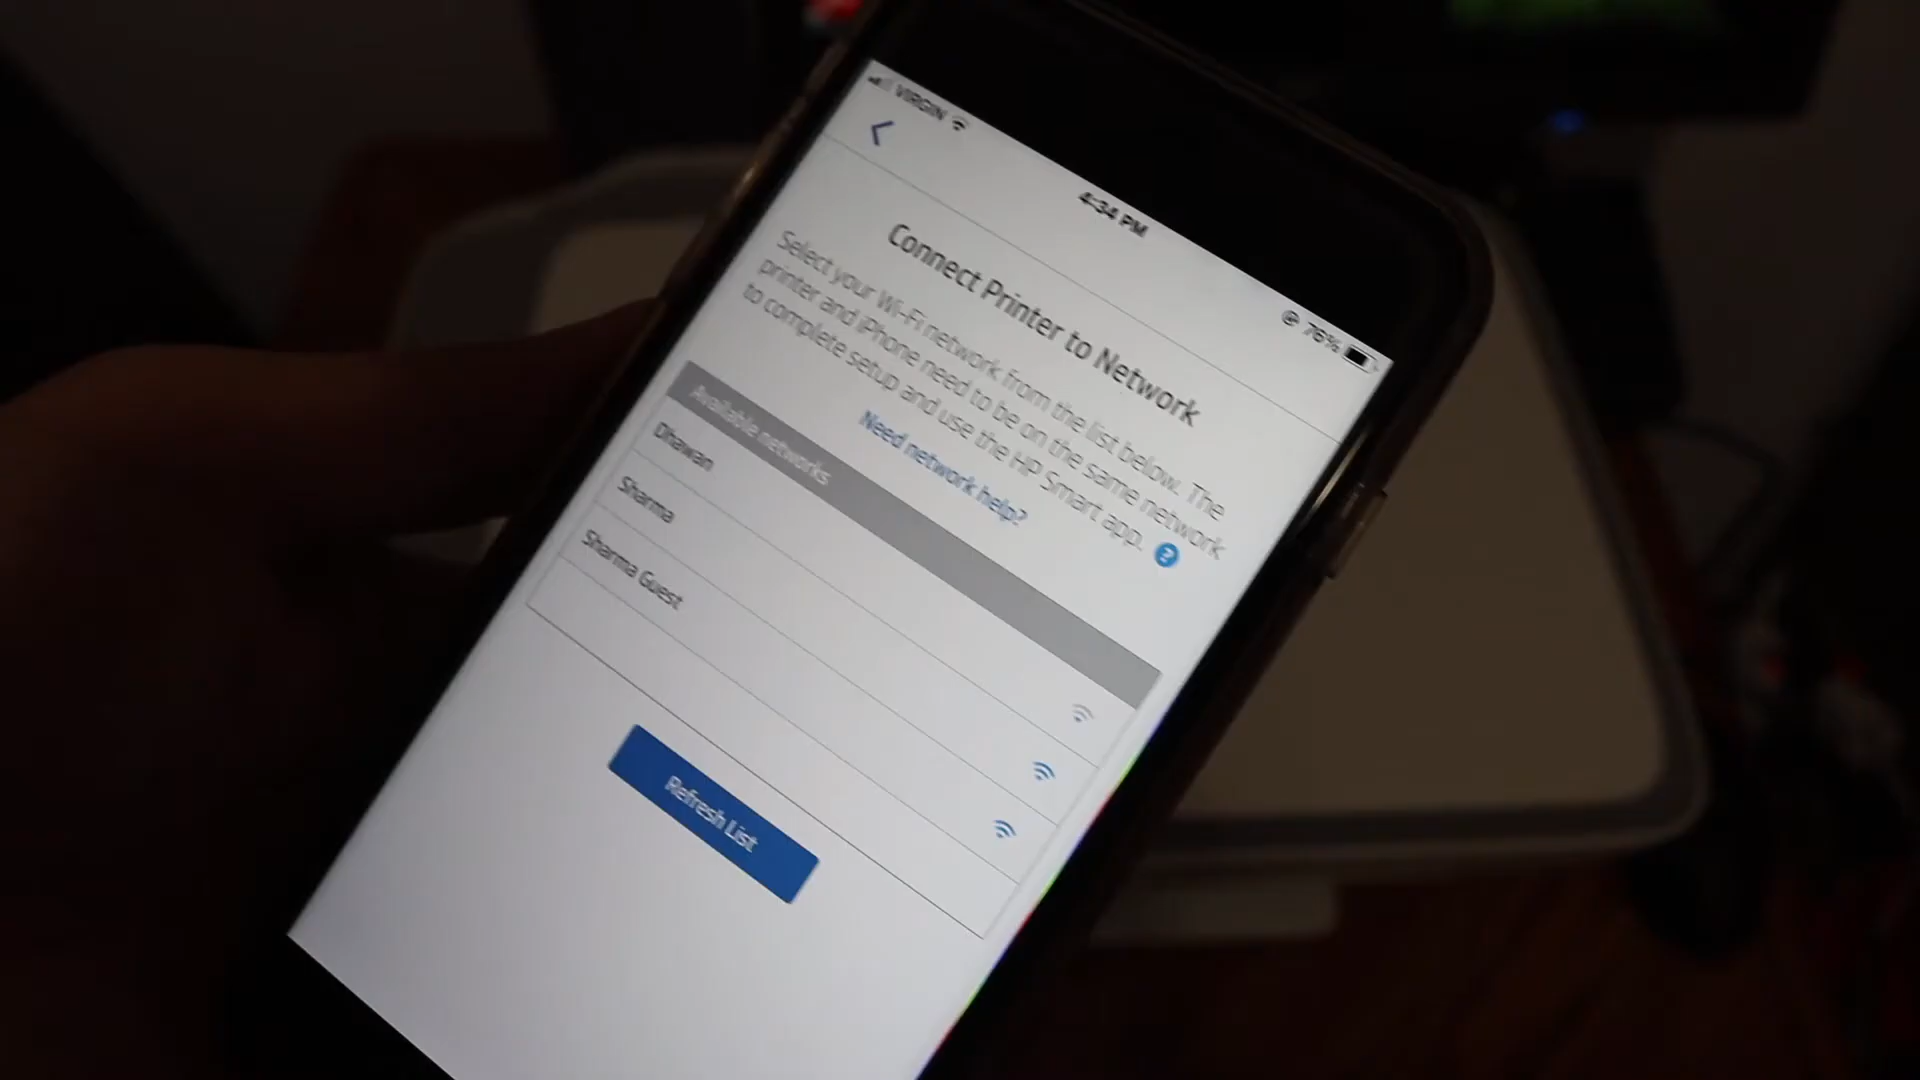 VIRGIN
4:34 PM
@ 76%
Connect Printer to Network
Select your Wi-Fi network from the list below. The
printer and iPhone need to be on the same network
to complete setup and use the HP Smart app. ?
Need network help?
Available networks
Dhawan
Sharma
Sharma Guest
Refresh List